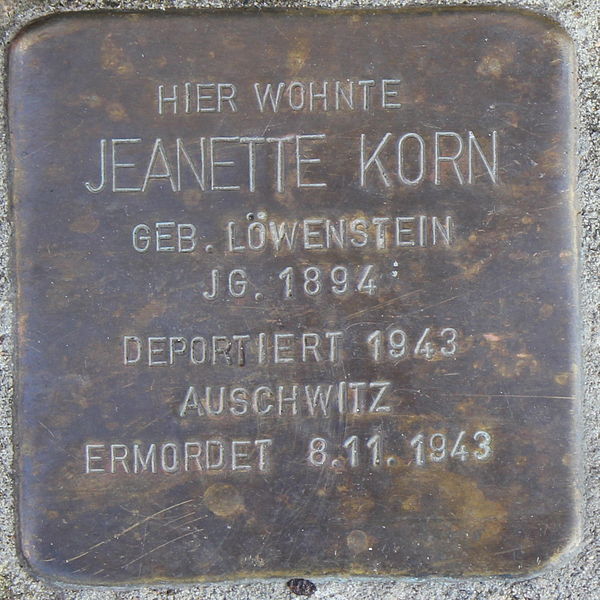 HIER WOHNTE
JEANETTE KORN
GEB. LÖWENSTEIN
JG. 1894
DEPORTIERT 1943
AUSCHWITZ
ERMORDET 8.11. 1943